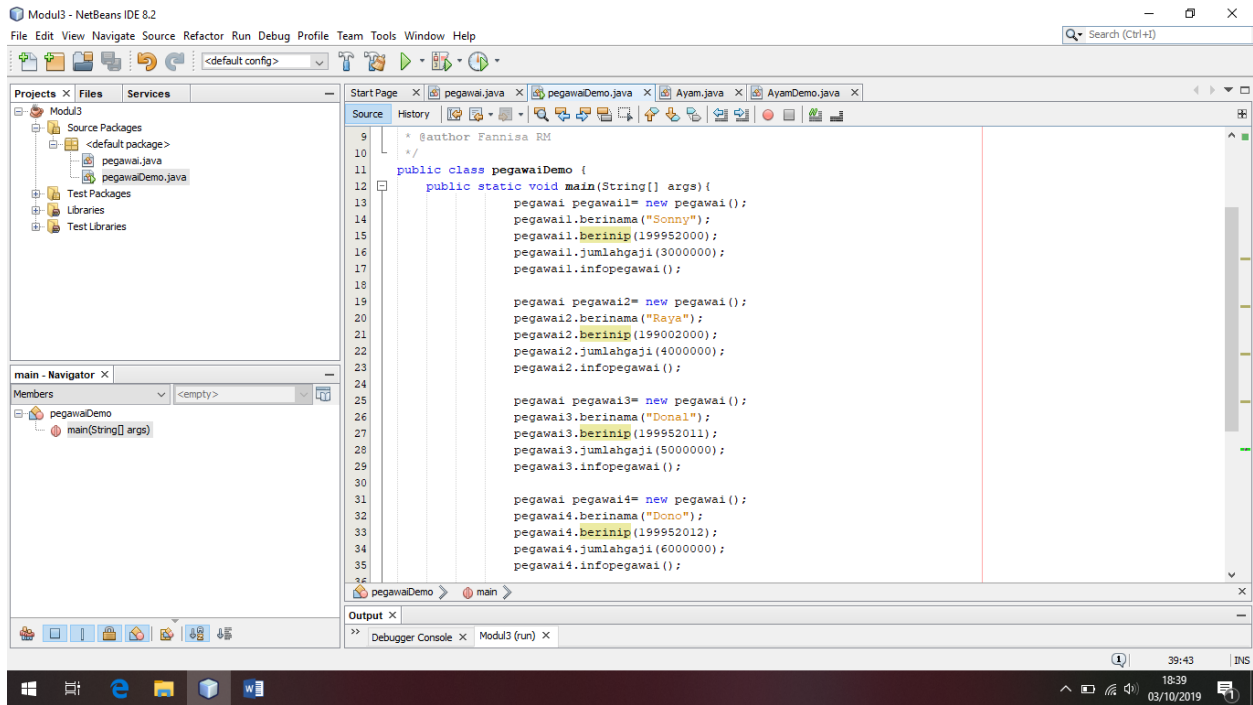 Modul3 - NetBeans IDE 8.2
File Edit View Navigate Source Refactor Run Debug Profile Team Tools Window Help
Search (Ctrl+I)
<default config>
Projects Files Services
Start Page pegawai.java pegawaiDemo.java Ayam.java AyamDemo.java
Source History
Modul3
Source Packages
<default package>
pegawai.java
pegawaiDemo.java
Test Packages
Libraries
Test Libraries
main - Navigator
Members <empty>
pegawaiDemo
main(String[] args)
9 * @author Fannisa RM
10 */
11 public class pegawaiDemo {
12 public static void main(String[] args){
13 pegawai pegawai1= new pegawai();
14 pegawai1.berinama("Sonny");
15 pegawai1.berinip(199952000);
16 pegawai1.jumlahgaji(3000000);
17 pegawai1.infopegawai();
18
19 pegawai pegawai2= new pegawai();
20 pegawai2.berinama("Raya");
21 pegawai2.berinip(199002000);
22 pegawai2.jumlahgaji(4000000);
23 pegawai2.infopegawai();
24
25 pegawai pegawai3= new pegawai();
26 pegawai3.berinama("Donal");
27 pegawai3.berinip(199952011);
28 pegawai3.jumlahgaji(5000000);
29 pegawai3.infopegawai();
30
31 pegawai pegawai4= new pegawai();
32 pegawai4.berinama("Dono");
33 pegawai4.berinip(199952012);
34 pegawai4.jumlahgaji(6000000);
35 pegawai4.infopegawai();
36
pegawaiDemo main
Output
Debugger Console Modul3 (run)
1 39:43 INS
18:39
03/10/2019